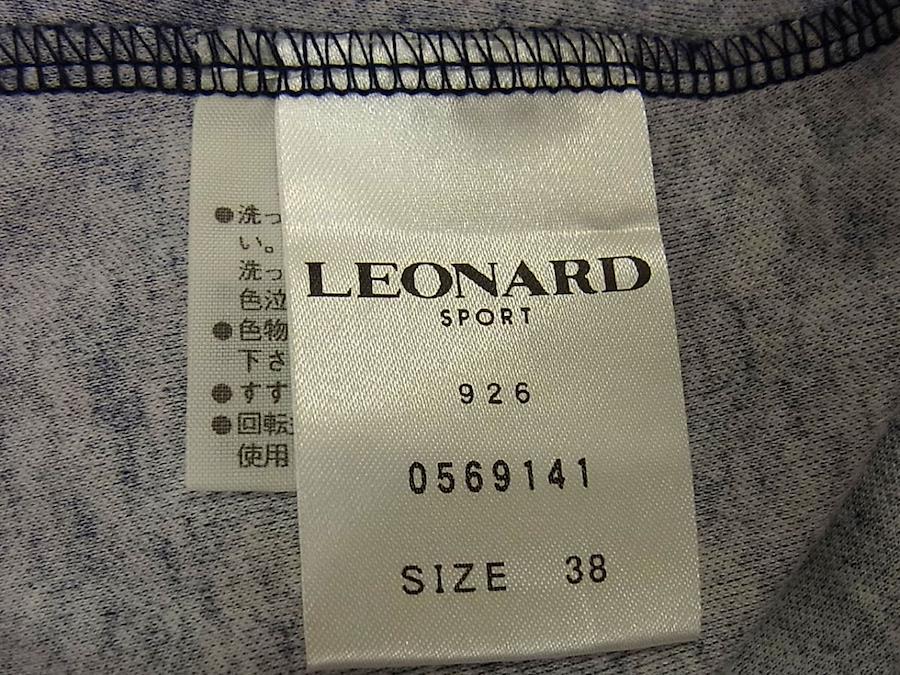 ●洗っ
い。
洗っ
色泣
●色物
下さ
●すす
●回転
使用
LEONARD
SPORT
926
0569141
SIZE 38